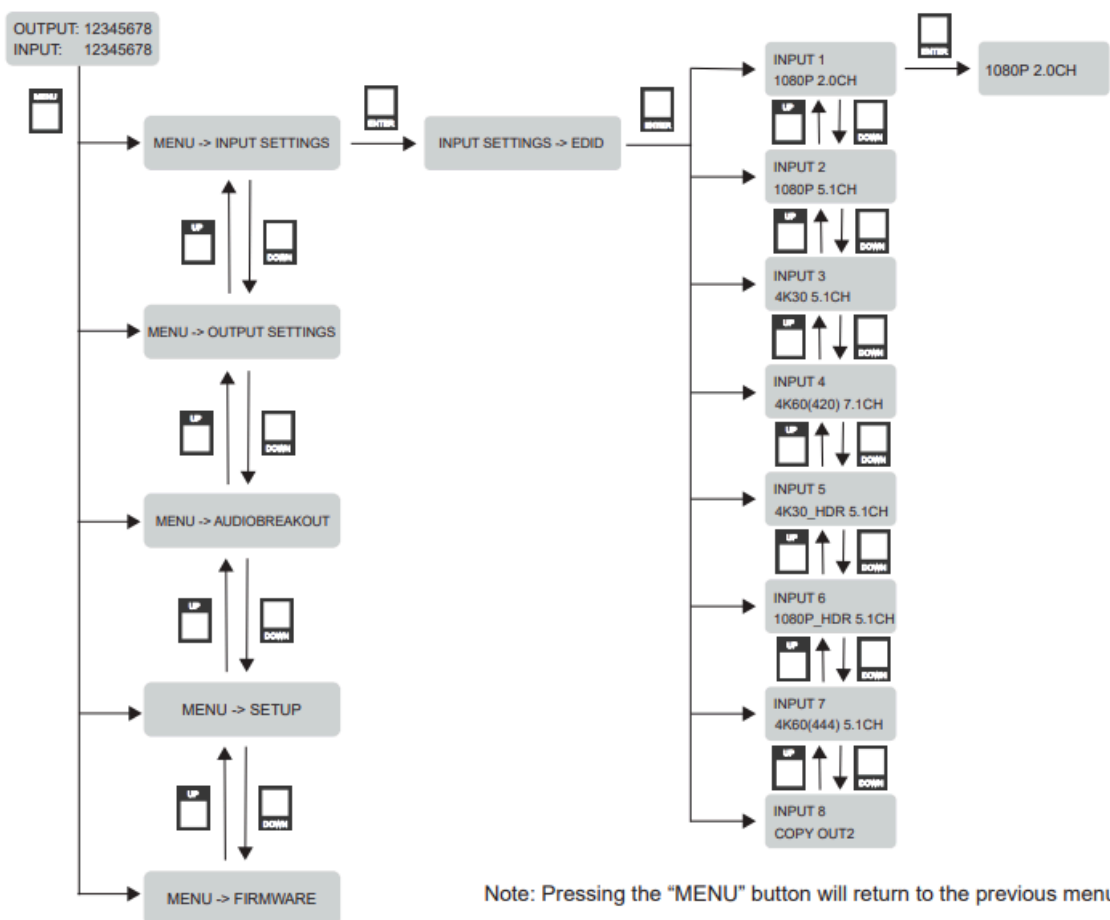 OUTPUT: 12345678
INPUT: 12345678
MENU
MENU -> INPUT SETTINGS
ENTER
INPUT SETTINGS -> EDID
ENTER
UP
DOWN
MENU -> OUTPUT SETTINGS
UP
DOWN
MENU -> AUDIOBREAKOUT
UP
DOWN
MENU -> SETUP
UP
DOWN
MENU -> FIRMWARE
INPUT 1
1080P 2.0CH
ENTER
1080P 2.0CH
UP
DOWN
INPUT 2
1080P 5.1CH
UP
DOWN
INPUT 3
4K30 5.1CH
UP
DOWN
INPUT 4
4K60(420) 7.1CH
UP
DOWN
INPUT 5
4K30_HDR 5.1CH
UP
DOWN
INPUT 6
1080P_HDR 5.1CH
UP
DOWN
INPUT 7
4K60(444) 5.1CH
UP
DOWN
INPUT 8
COPY OUT2
Note: Pressing the “MENU” button will return to the previous menu